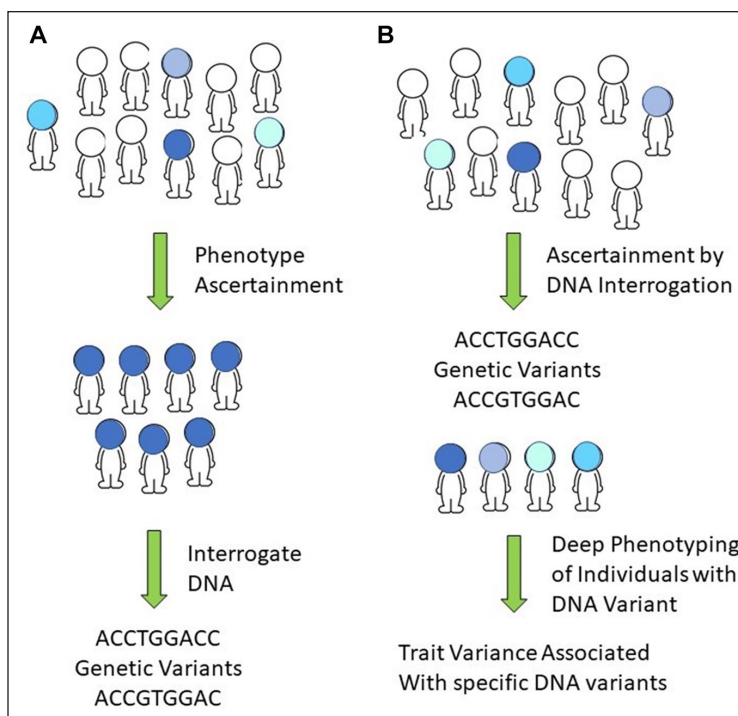 A
Phenotype
Ascertainment
Interrogate
DNA
ACCTGGACC
Genetic Variants
ACCGTGGAC
B
Ascertainment by
DNA Interrogation
ACCTGGACC
Genetic Variants
ACCGTGGAC
Deep Phenotyping
of Individuals with
DNA Variant
Trait Variance Associated
With specific DNA variants